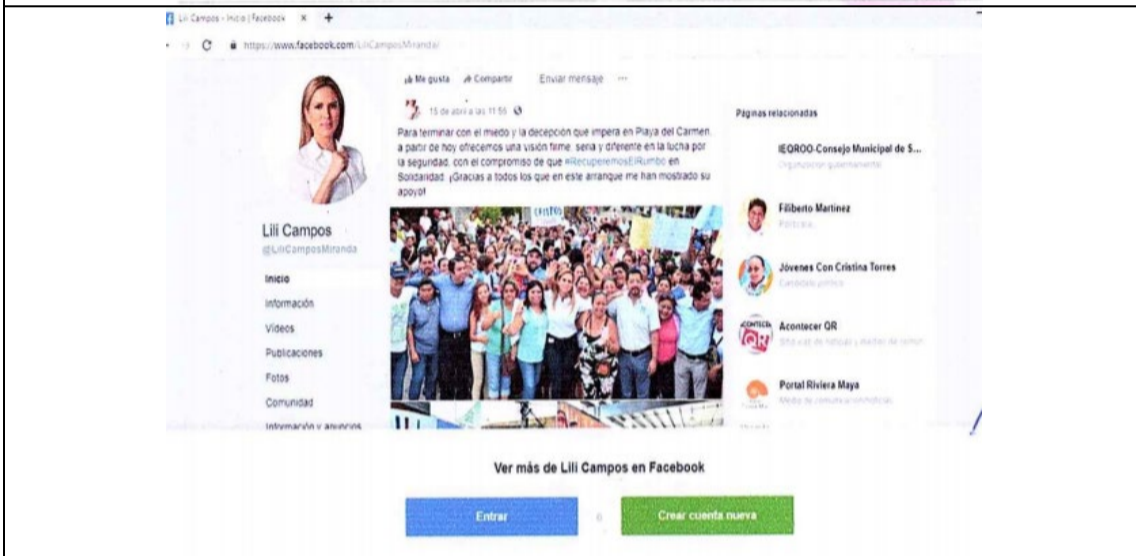 Lili Campos - Inicio | Facebook
https://www.facebook.com/LiliCamposMiranda/
Me gusta Compartir Enviar mensaje ...
15 de abril a las 11:56
Para terminar con el miedo y la decepción que impera en Playa del Carmen,
a partir de hoy ofrecemos una visión firme, seria y diferente en la lucha por
la seguridad, con el compromiso de que #RecuperemosElRumbo en
Solidaridad. ¡Gracias a todos los que en este arranque me han mostrado su
apoyo!
Lili Campos
@LiliCamposMiranda
Inicio
Información
Videos
Publicaciones
Fotos
Comunidad
Información y anuncios
Páginas relacionadas
IEQROO-Consejo Municipal de S...
Organización gubernamental
Filiberto Martínez
Jóvenes Con Cristina Torres
Candidato político
ACONTECER
QR
Acontecer QR
Portal Riviera Maya
Ver más de Lili Campos en Facebook
Entrar
o
Crear cuenta nueva